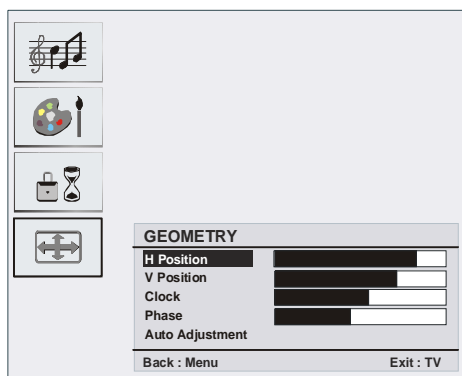 GEOMETRY
H Position
V Position
Clock
Phase
Auto Adjustment
Back : Menu Exit : TV